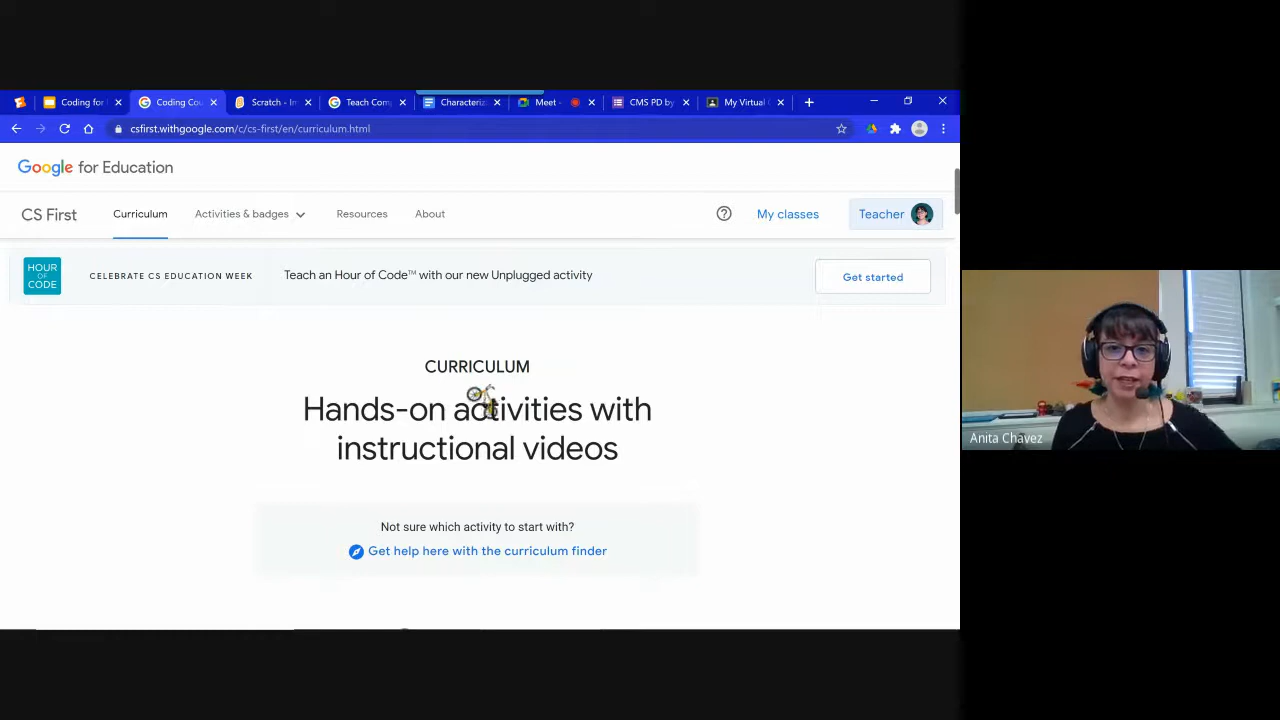 Coding for
Coding Cou
Scratch - Im
Teach Com
Characteriz
Meet -
CMS PD by
My Virtual C
csfirst.withgoogle.com/c/cs-first/en/curriculum.html
Google for Education
CS First
Curriculum
Activities & badges
Resources
About
My classes
Teacher
HOUR
OF
CODE
CELEBRATE CS EDUCATION WEEK
Teach an Hour of Code™ with our new Unplugged activity
Get started
CURRICULUM
Hands-on activities with
instructional videos
Not sure which activity to start with?
Get help here with the curriculum finder
Anita Chavez